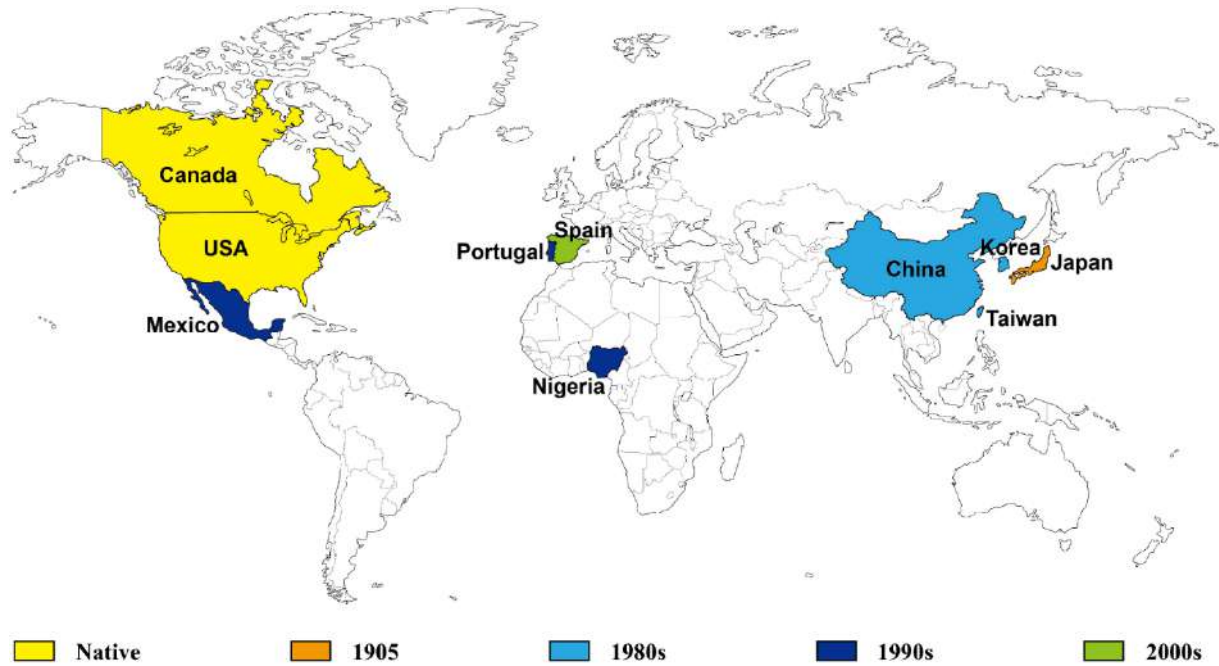 Canada
USA
Mexico
Spain
Portugal
Nigeria
Korea
China
Japan
Taiwan
Native 1905 1980s 1990s 2000s